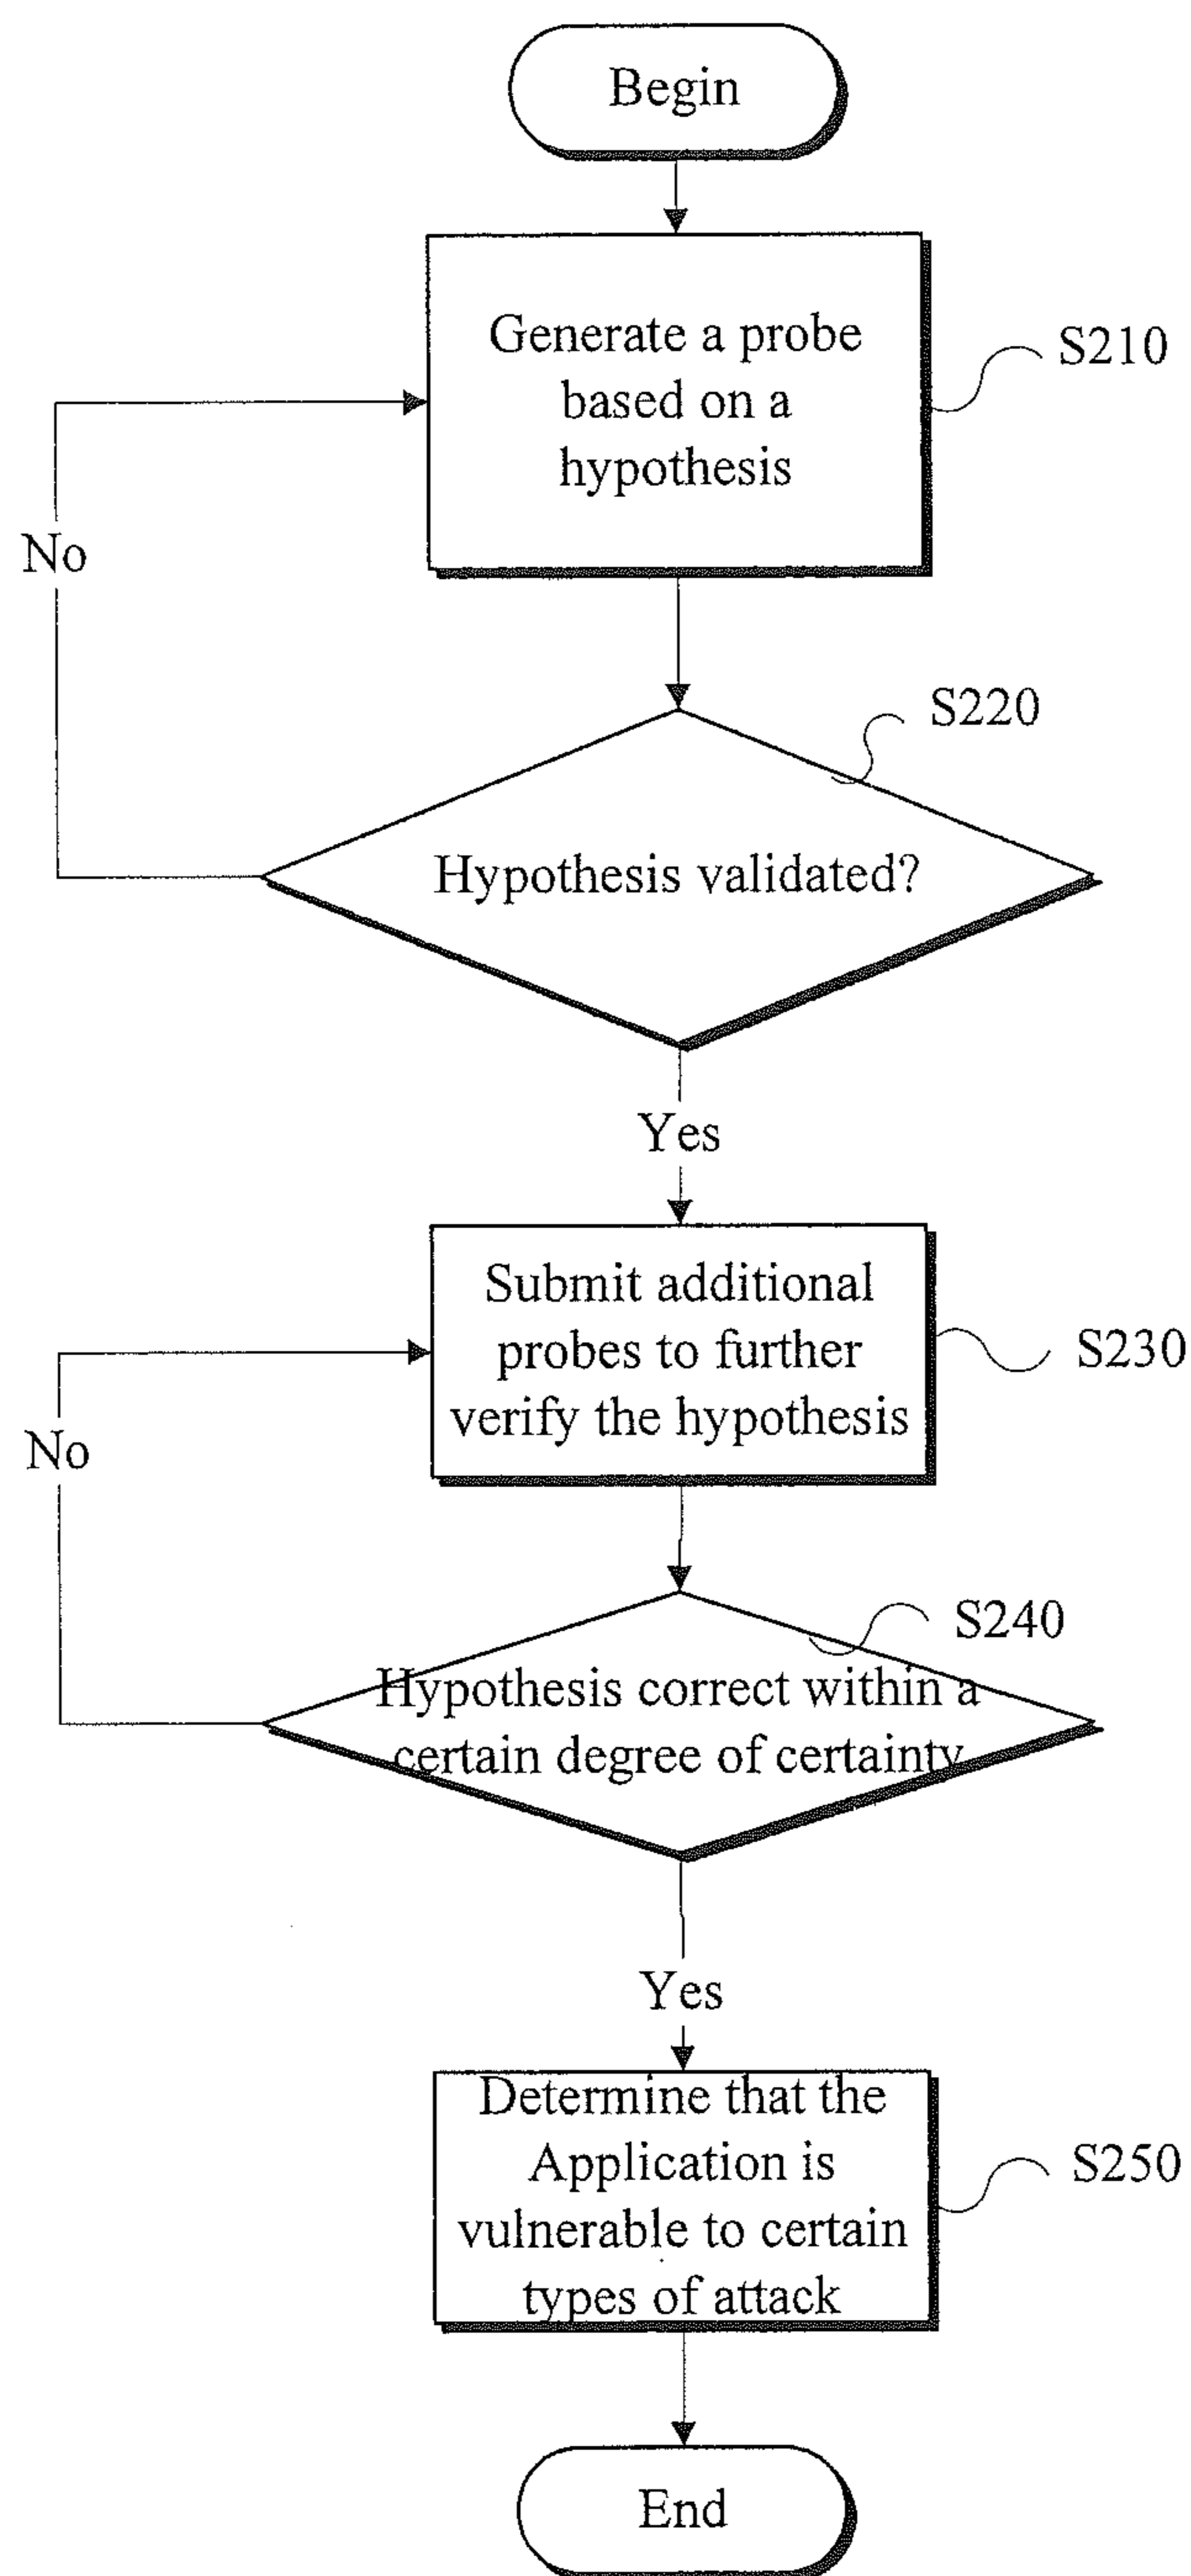 Begin
Generate a probe
based on a
hypothesis
S210
No
S220
Hypothesis validated?
Yes
Submit additional
probes to further
verify the hypothesis
S230
No
S240
Hypothesis correct within a
certain degree of certainty
Yes
Determine that the
Application is
vulnerable to certain
types of attack
S250
End